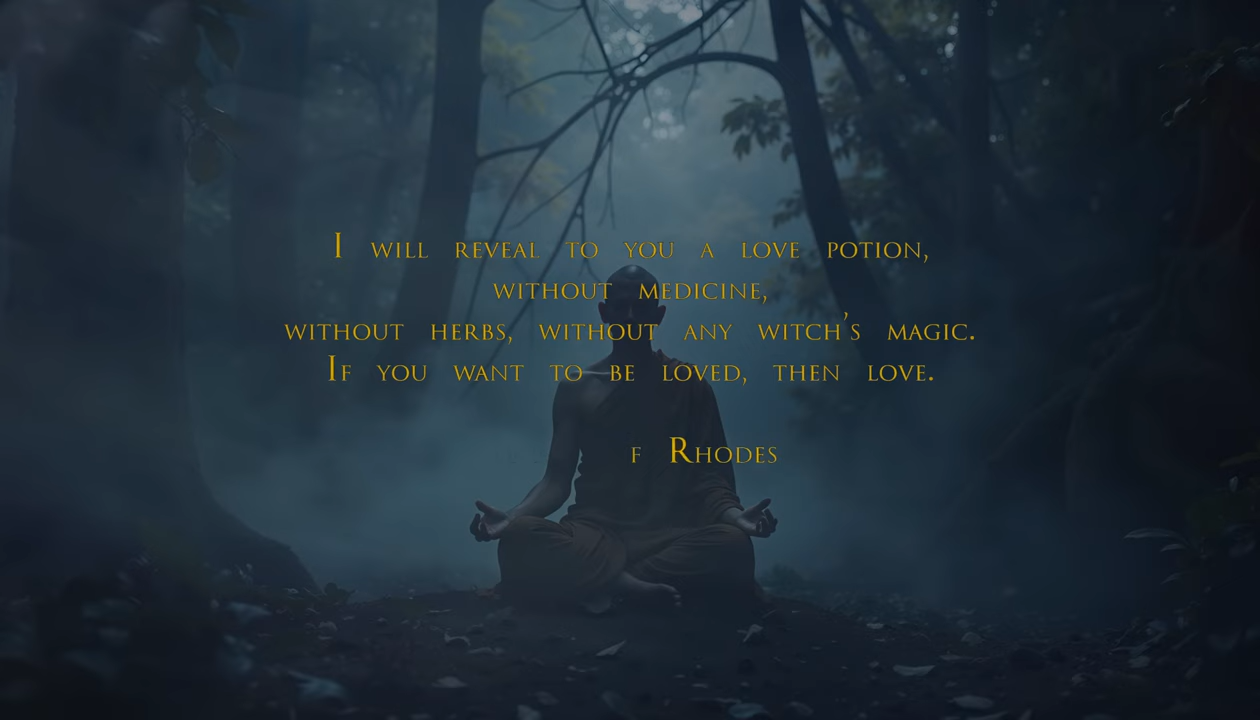 I will reveal to you a love potion,
without medicine,
without herbs, without any witch's magic.
If you want to be loved, then love.
f Rhodes